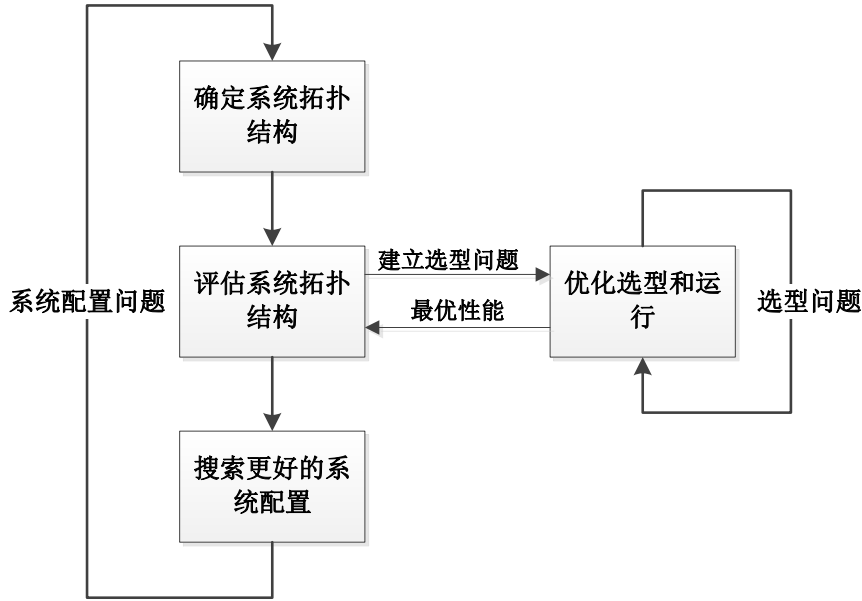 确定系统拓扑
结构
建立选型问题
评估系统拓扑
结构
优化选型和运
行
系统配置问题
最优性能
选型问题
搜索更好的系
统配置